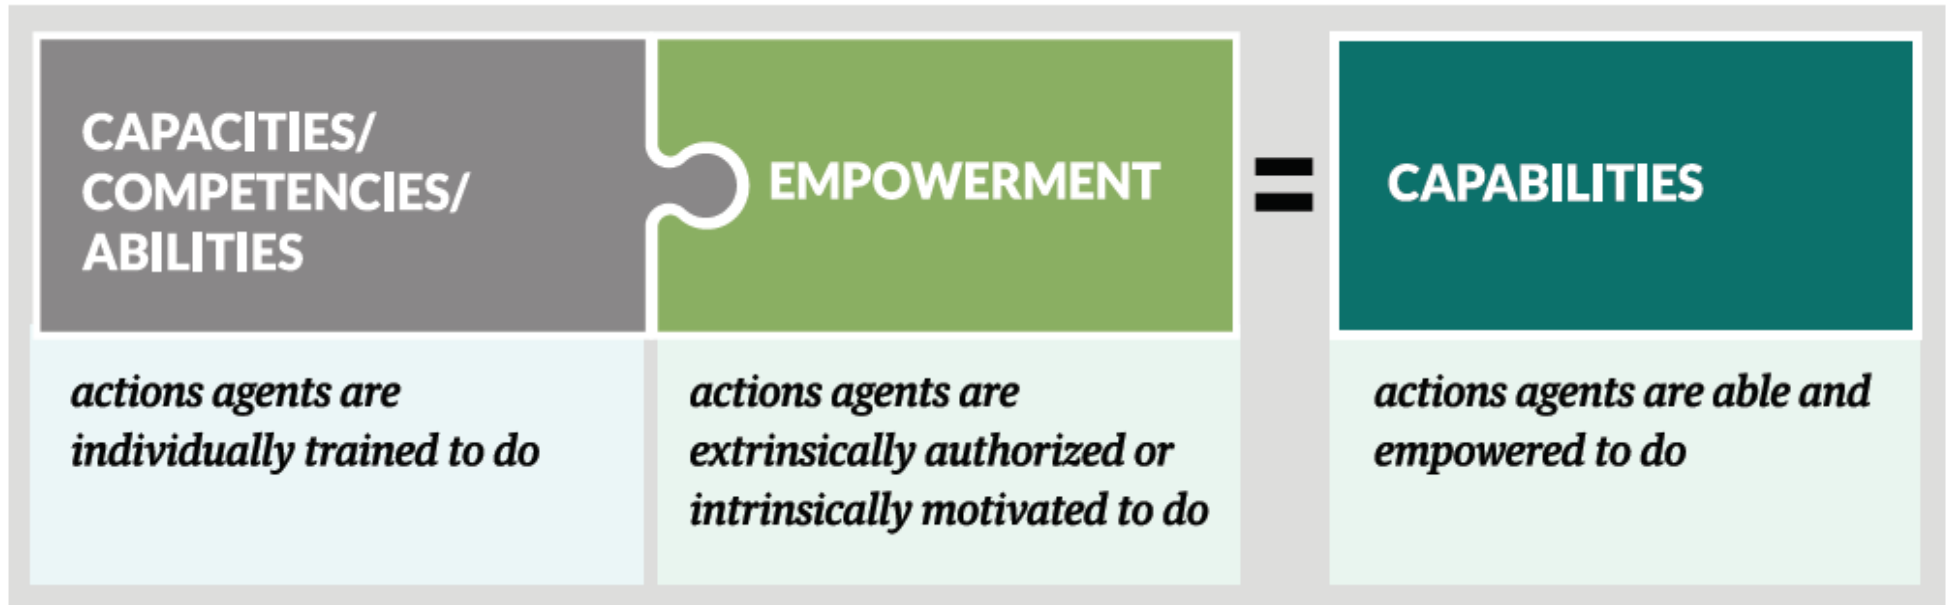 CAPACITIES/
COMPETENCIES/
ABILITIES
actions agents are
individually trained to do
EMPOWERMENT
actions agents are
extrinsically authorized or
intrinsically motivated to do
=
CAPABILITIES
actions agents are able and
empowered to do